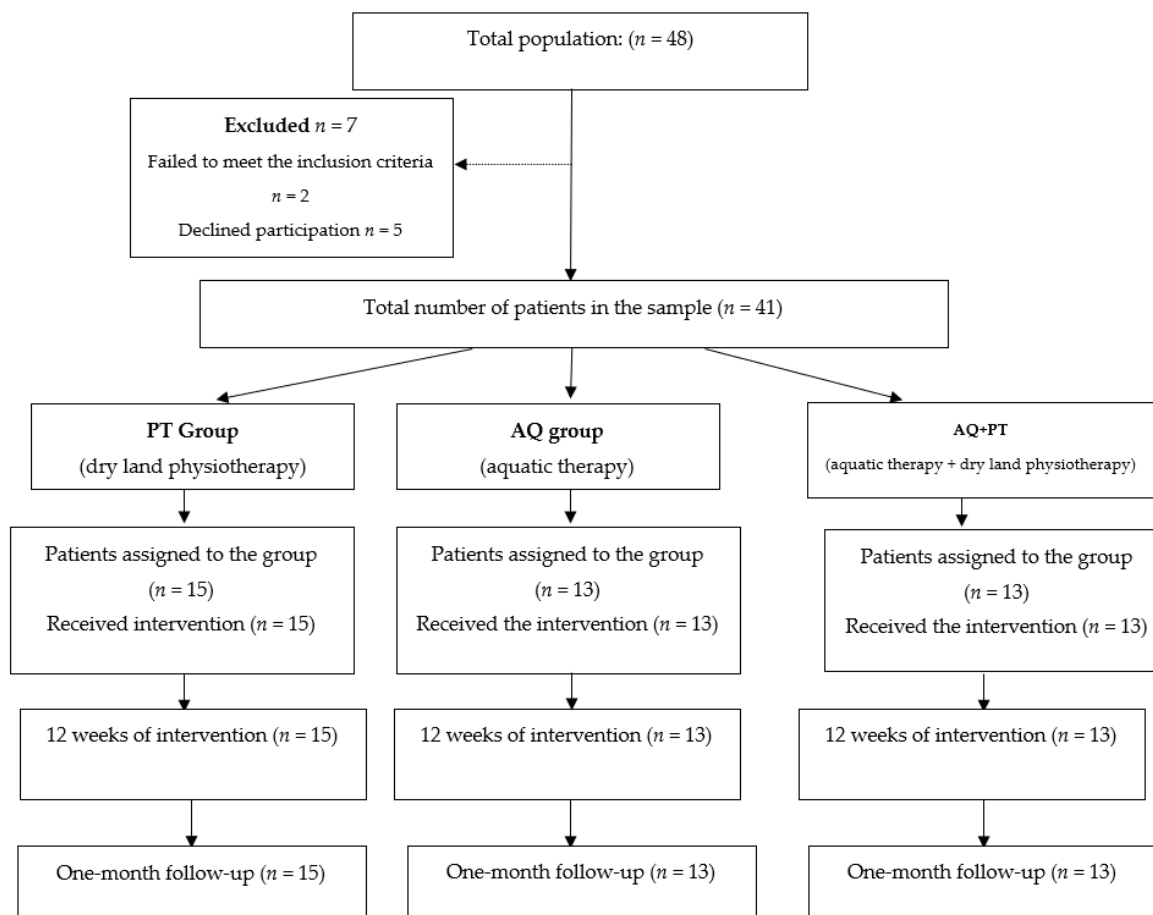 Total population: (n = 48)
Excluded n = 7
Failed to meet the inclusion criteria
n = 2
Declined participation n = 5
Total number of patients in the sample (n = 41)
PT Group
(dry land physiotherapy)
AQ group
(aquatic therapy)
AQ+PT
(aquatic therapy + dry land physiotherapy)
Patients assigned to the group
(n = 15)
Received intervention (n = 15)
Patients assigned to the group
(n = 13)
Received the intervention (n = 13)
Patients assigned to the group
(n = 13)
Received the intervention (n = 13)
12 weeks of intervention (n = 15)
12 weeks of intervention (n = 13)
12 weeks of intervention (n = 13)
One-month follow-up (n = 15)
One-month follow-up (n = 13)
One-month follow-up (n = 13)